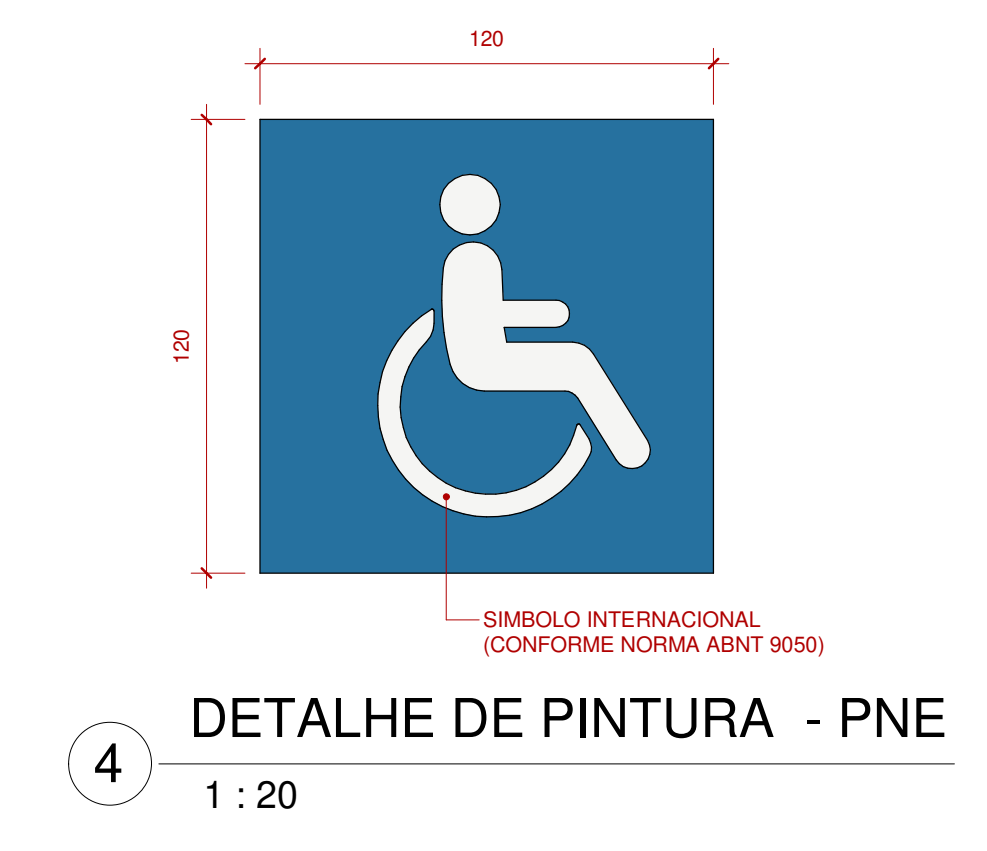 120
120
SIMBOLO INTERNACIONAL
(CONFORME NORMA ABNT 9050)
DETALHE DE PINTURA - PNE
4
1 : 20